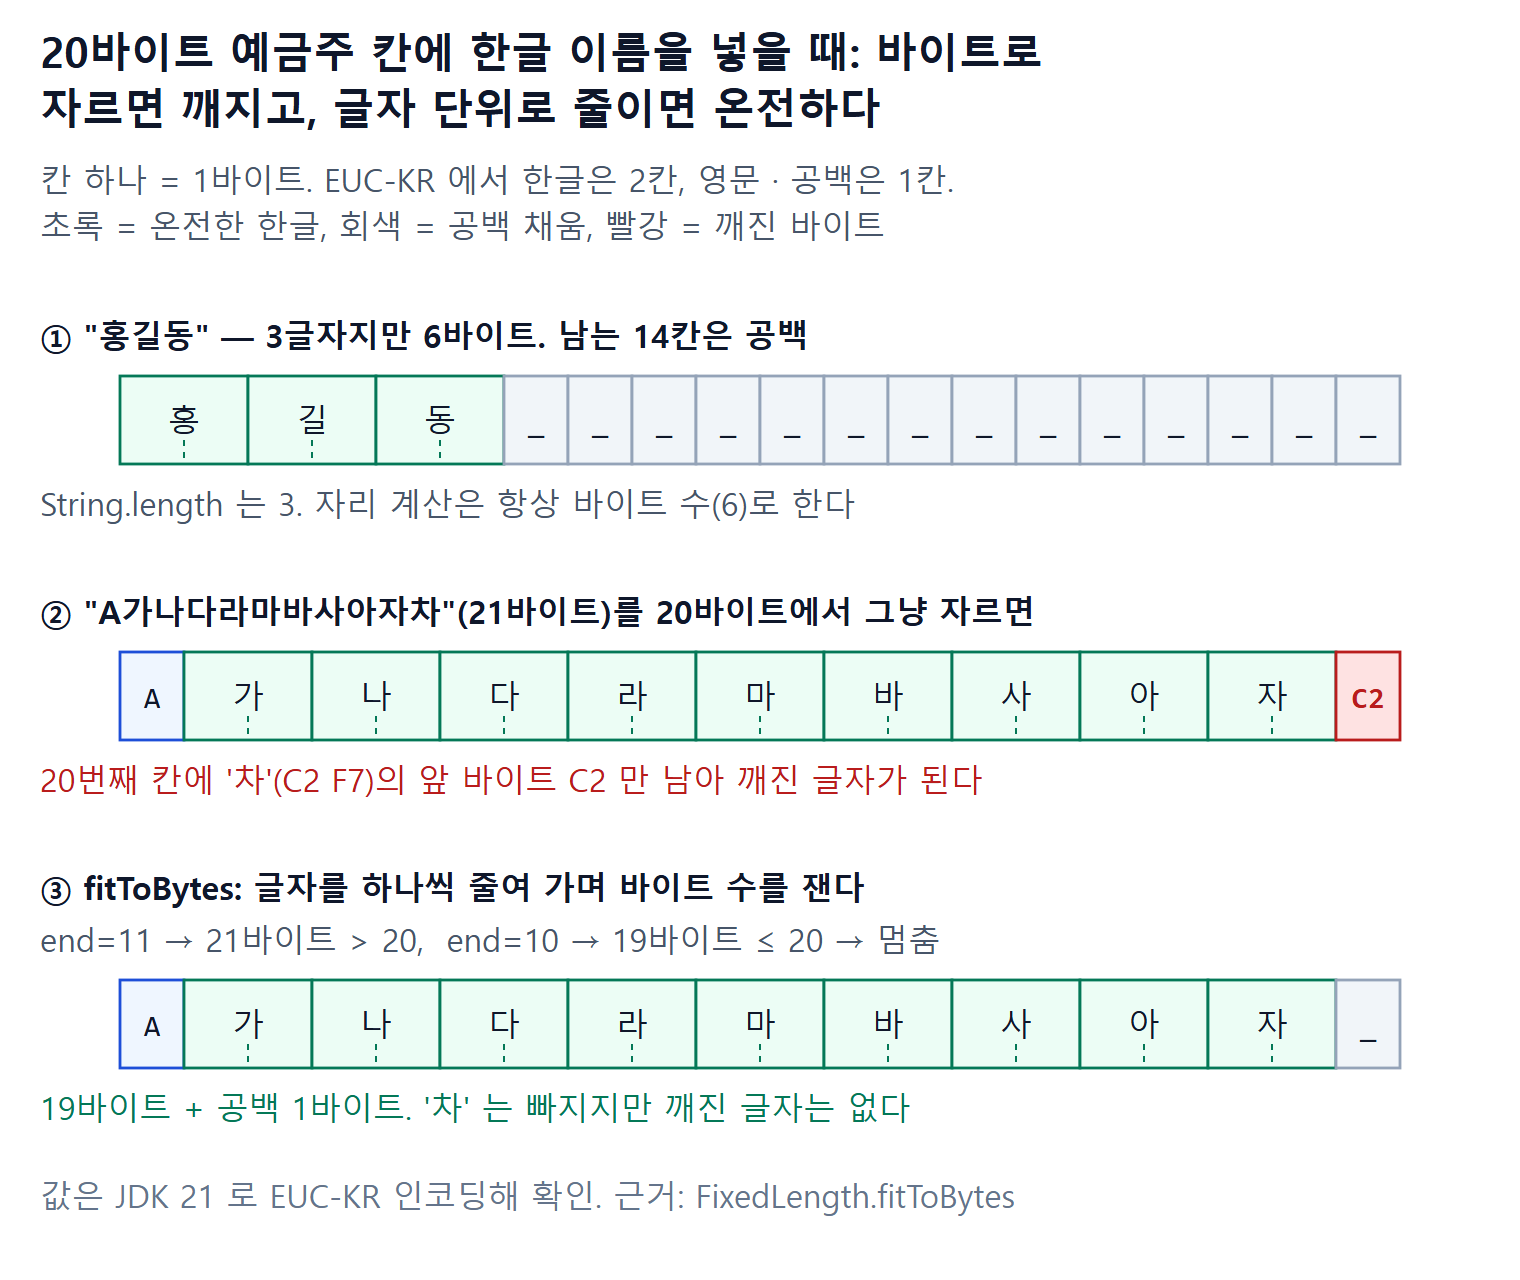 20바이트 예금주 칸에 한글 이름을 넣을 때: 바이트로
자르면 깨지고, 글자 단위로 줄이면 온전하다
칸 하나 = 1바이트. EUC-KR 에서 한글은 2칸, 영문 · 공백은 1칸.
초록 = 온전한 한글, 회색 = 공백 채움, 빨강 = 깨진 바이트
① "홍길동" — 3글자지만 6바이트. 남는 14칸은 공백
홍 길 동 _ _ _ _ _ _ _ _ _ _ _ _ _ _
String.length 는 3. 자리 계산은 항상 바이트 수(6)로 한다
② "A가나다라마바사아자차"(21바이트)를 20바이트에서 그냥 자르면
A 가 나 다 라 마 바 사 아 자 C2
20번째 칸에 '차'(C2 F7)의 앞 바이트 C2 만 남아 깨진 글자가 된다
③ fitToBytes: 글자를 하나씩 줄여 가며 바이트 수를 잰다
end=11 → 21바이트 > 20, end=10 → 19바이트 ≤ 20 → 멈춤
A 가 나 다 라 마 바 사 아 자 _
19바이트 + 공백 1바이트. '차' 는 빠지지만 깨진 글자는 없다
값은 JDK 21 로 EUC-KR 인코딩해 확인. 근거: FixedLength.fitToBytes